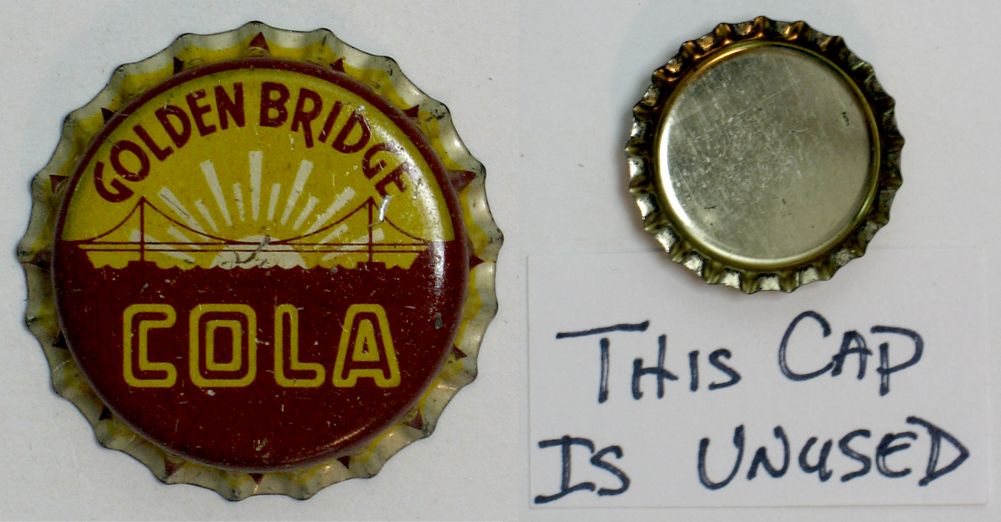 GOLDEN BRIDGE
COLA
THIS CAP
IS UNUSED